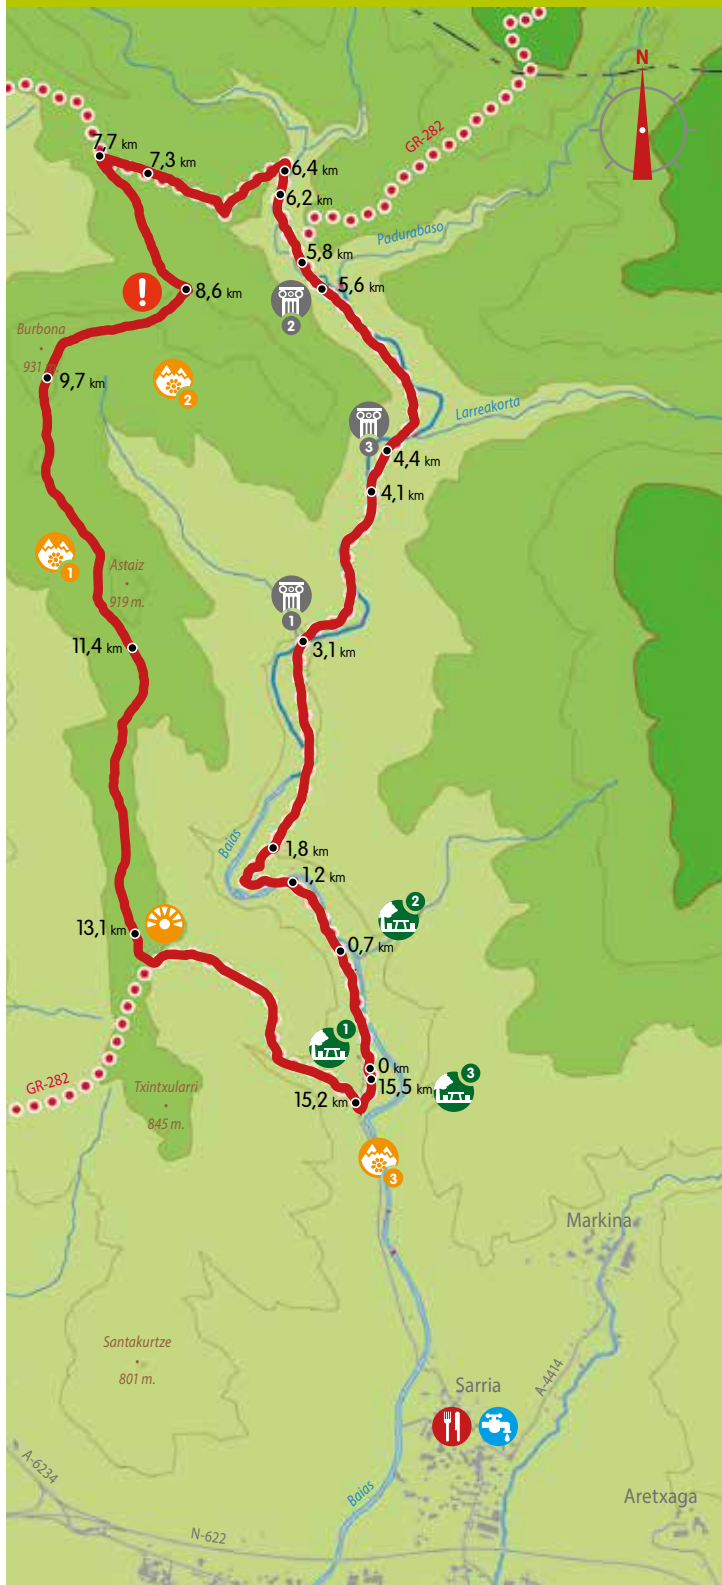 N
GR-282
7,7 km
7,3 km
6,4 km
6,2 km
Padurabaso
5,8 km
8,6 km
!
5,6 km
2
Burbona
931 m.
9,7 km
2
Larreakorta
3
4,4 km
4,1 km
1
Astaiz
919 m.
1
11,4 km
3,1 km
Baias
1,8 km
1,2 km
2
13,1 km
0,7 km
1
0 km
3
GR-282
Txintxularri
845 m.
15,5 km
15,2 km
3
Markina
Santakurtze
801 m.
Sarria
A-4414
A-6234
Baias
Aretxaga
N-622